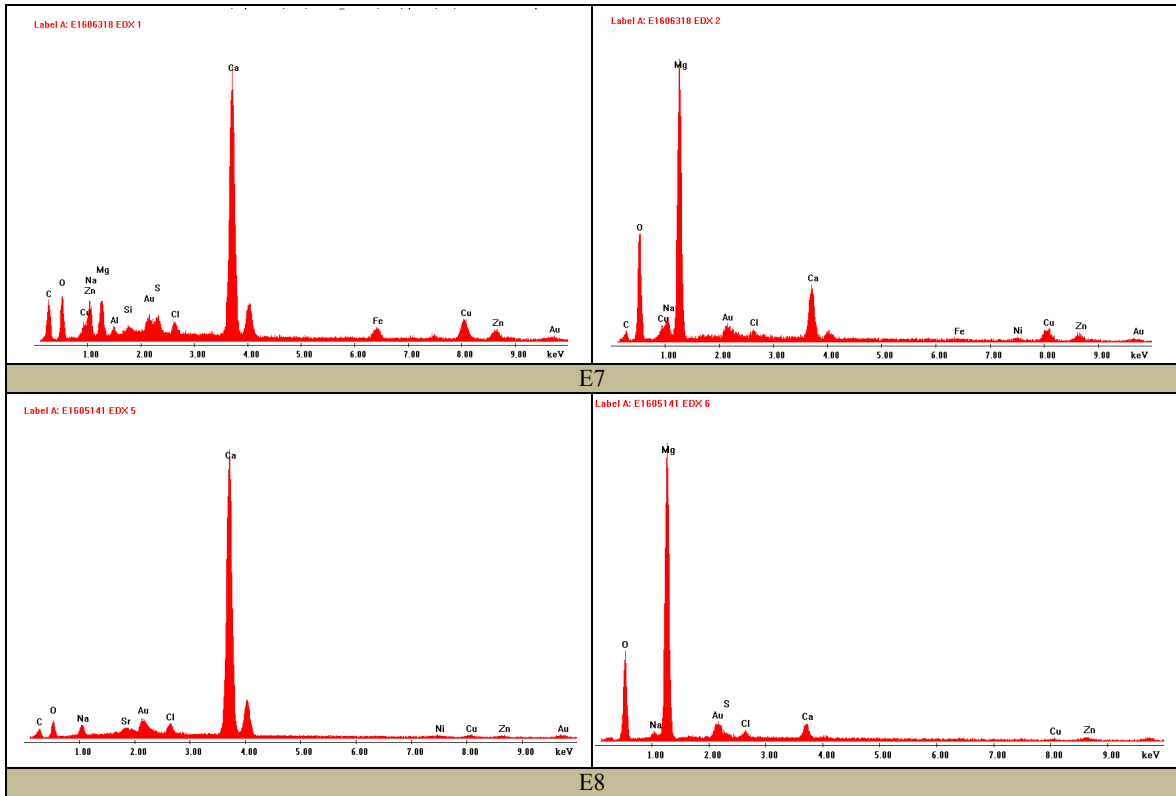 Label A: E1606318 EDX 1
Ca
C
O
Cu
Na
Zn
Mg
Al
Si
Au
S
Cl
Fe
Cu
Zn
Au
1.00 2.00 3.00 4.00 5.00 6.00 7.00 8.00 9.00 keV
Label A: E1606318 EDX 2
Mg
O
C
Cu
Na
Au
Cl
Ca
Fe
Ni
Cu
Zn
Au
1.00 2.00 3.00 4.00 5.00 6.00 7.00 8.00 9.00 keV
E7
Label A: E1605141 EDX 5
Ca
C
O
Na
Sr
Au
Cl
Ni
Cu
Zn
Au
1.00 2.00 3.00 4.00 5.00 6.00 7.00 8.00 9.00 keV
Label A: E1605141 EDX 6
Mg
O
Na
Au
S
Cl
Ca
Cu
Zn
1.00 2.00 3.00 4.00 5.00 6.00 7.00 8.00 9.00 keV
E8